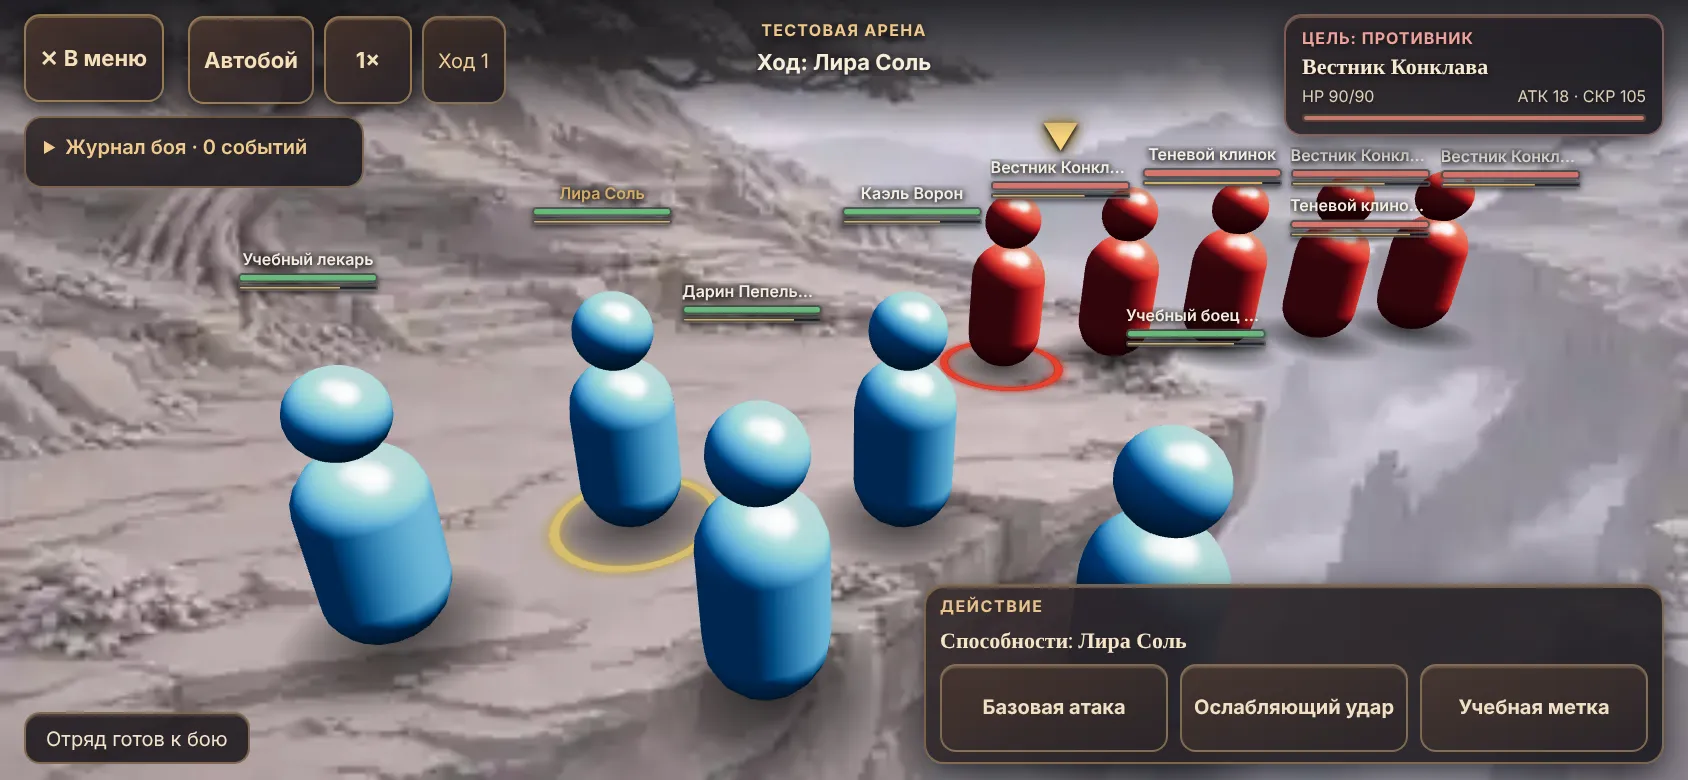 ✕ В меню
Автобой
1×
Ход 1
ТЕСТОВАЯ АРЕНА
Ход: Лира Соль
ЦЕЛЬ: ПРОТИВНИК
Вестник Конклава
HP 90/90
АТК 18 · СКР 105
▶ Журнал боя · 0 событий
Вестник Конкл...
Теневой клинок
Вестник Конкл...
Вестник Конкл...
Лира Соль
Каэль Ворон
Теневой клино...
Учебный лекарь
Дарин Пепель...
Учебный боец ...
ДЕЙСТВИЕ
Способности: Лира Соль
Базовая атака
Ослабляющий удар
Учебная метка
Отряд готов к бою